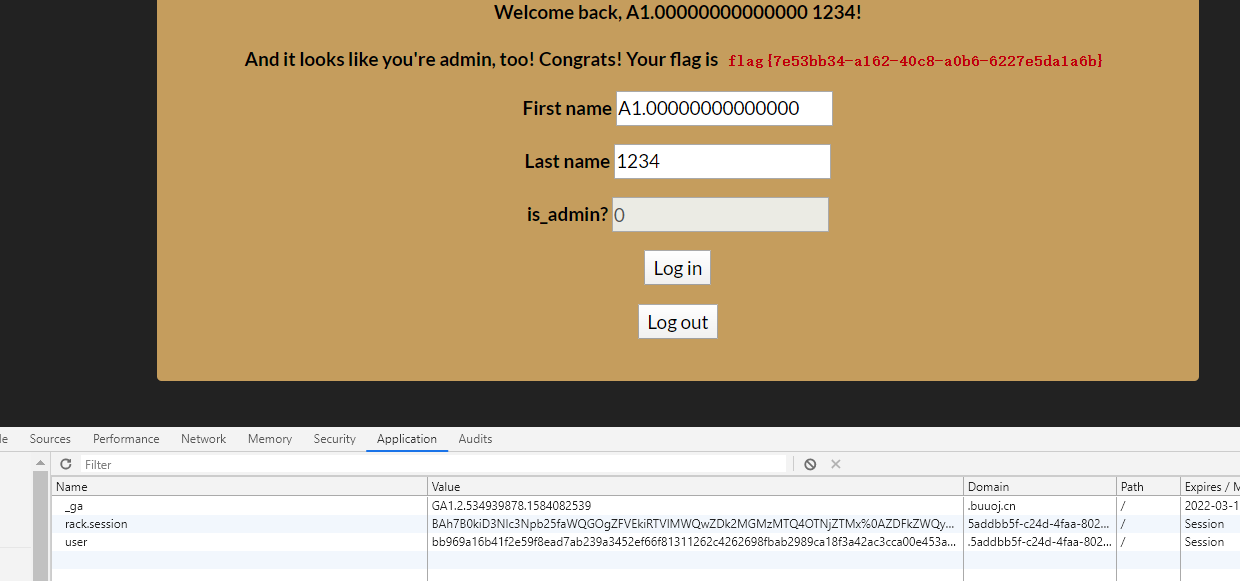 Welcome back, A1.00000000000000 1234!
And it looks like you're admin, too! Congrats! Your flag is flag{7e53bb34-a162-40c8-a0b6-6227e5da1a6b}
First name A1.00000000000000
Last name 1234
is_admin? 0
Log in
Log out
Sources Performance Network Memory Security Application Audits
Filter
Name Value Domain Path Expires / M
_ga GA1.2.534939878.1584082539 .buuoj.cn / 2022-03-1
rack.session 5addbb5f-c24d-4faa-802... / Session
user bb969a16b41f2e59f8ead7ab239a3452ef66f81311262c4262698fbab2989ca18f3a42ac3cca00e453a... .5addbb5f-c24d-4faa-802... / Session